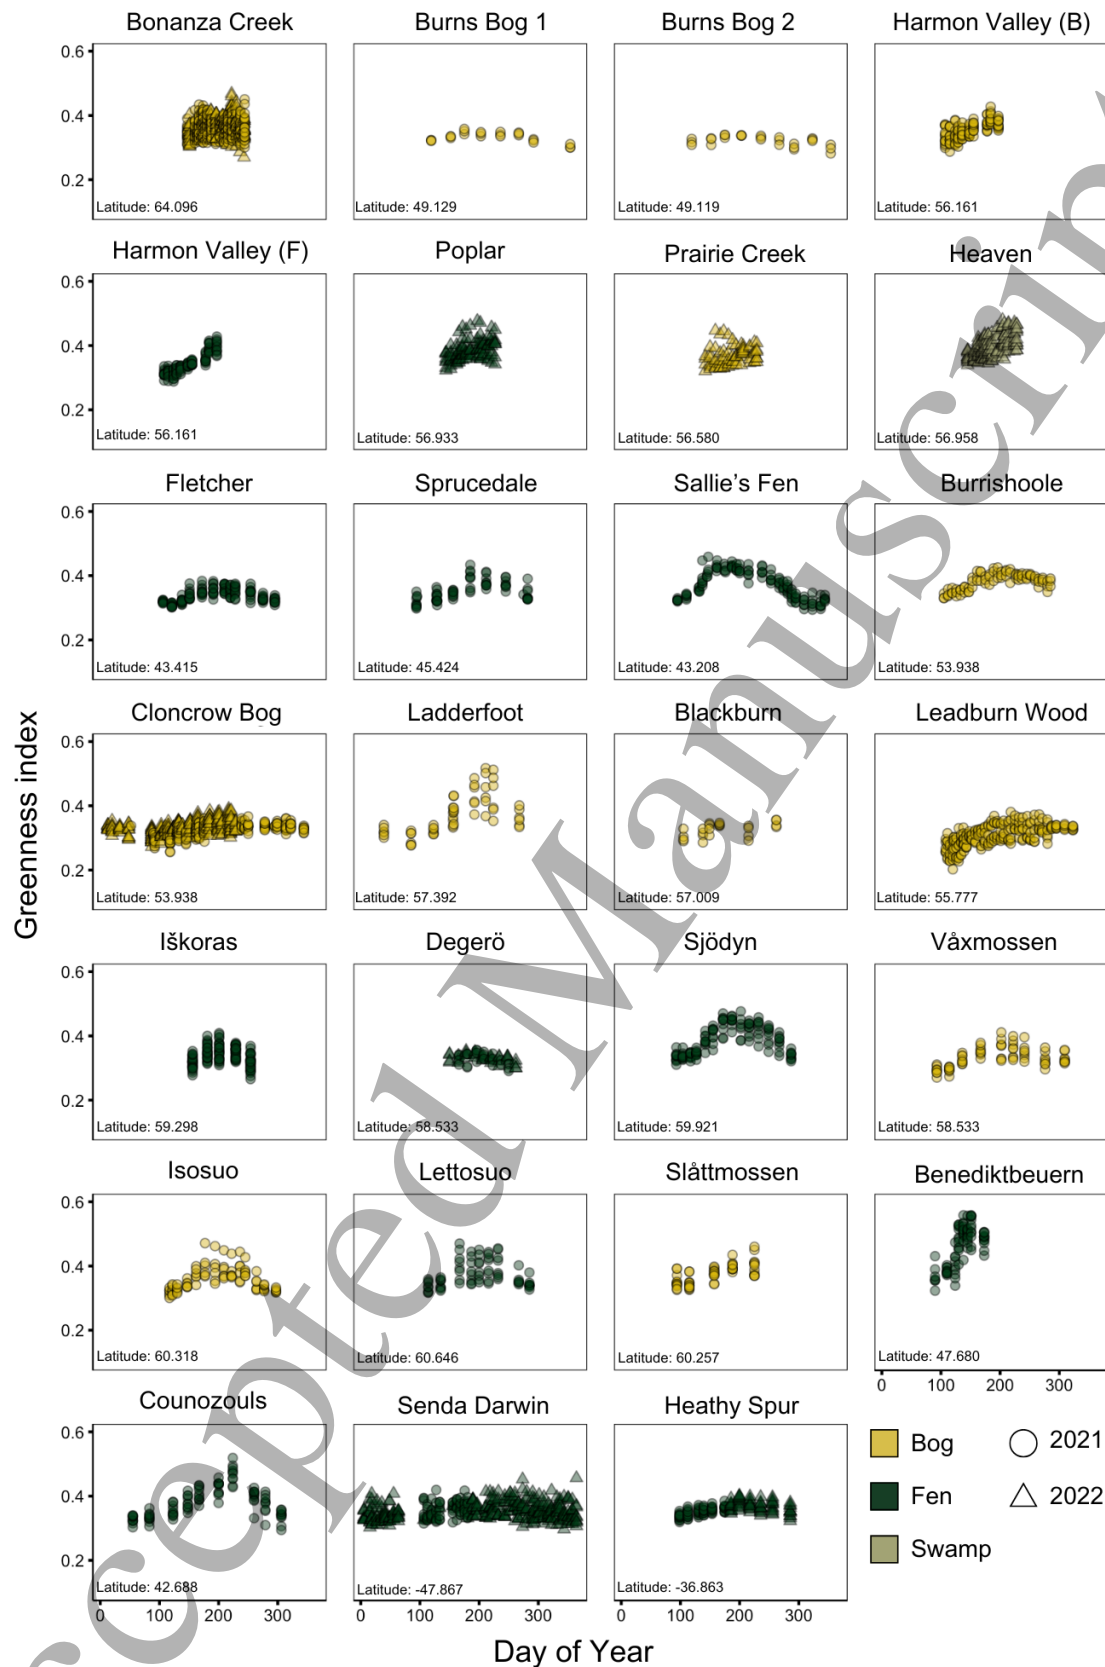 Bonanza Creek Burns Bog 1 Burns Bog 2 Harmon Valley (B)
0.6
0.4
0.2
Latitude: 64.096 Latitude: 49.129 Latitude: 49.119 Latitude: 56.161
Harmon Valley (F) Poplar Prairie Creek Heaven
0.6
0.4
0.2
Latitude: 56.161 Latitude: 56.933 Latitude: 56.580 Latitude: 56.958
Fletcher Sprucedale Sallie's Fen Burrishoole
0.6
0.4
0.2
Latitude: 43.415 Latitude: 45.424 Latitude: 43.208 Latitude: 53.938
Greenness index
Cloncrow Bog Ladderfoot Blackburn Leadburn Wood
0.6
0.4
0.2
Latitude: 53.938 Latitude: 57.392 Latitude: 57.009 Latitude: 55.777
Iškoras Degerö Sjödyn Våxmossen
0.6
0.4
0.2
Latitude: 59.298 Latitude: 58.533 Latitude: 59.921 Latitude: 58.533
Isosuo Lettosuo Slåttmossen Benediktbeuern
0.6
0.4
0.2
Latitude: 60.318 Latitude: 60.646 Latitude: 60.257 Latitude: 47.680
0 100 200 300
Counozouls Senda Darwin Heathy Spur
0.6
0.4
0.2
Latitude: 42.688 Latitude: -47.867 Latitude: -36.863
0 100 200 300 0 100 200 300 0 100 200 300
Day of Year
Bog 2021
Fen 2022
Swamp
ccepted Manuscript